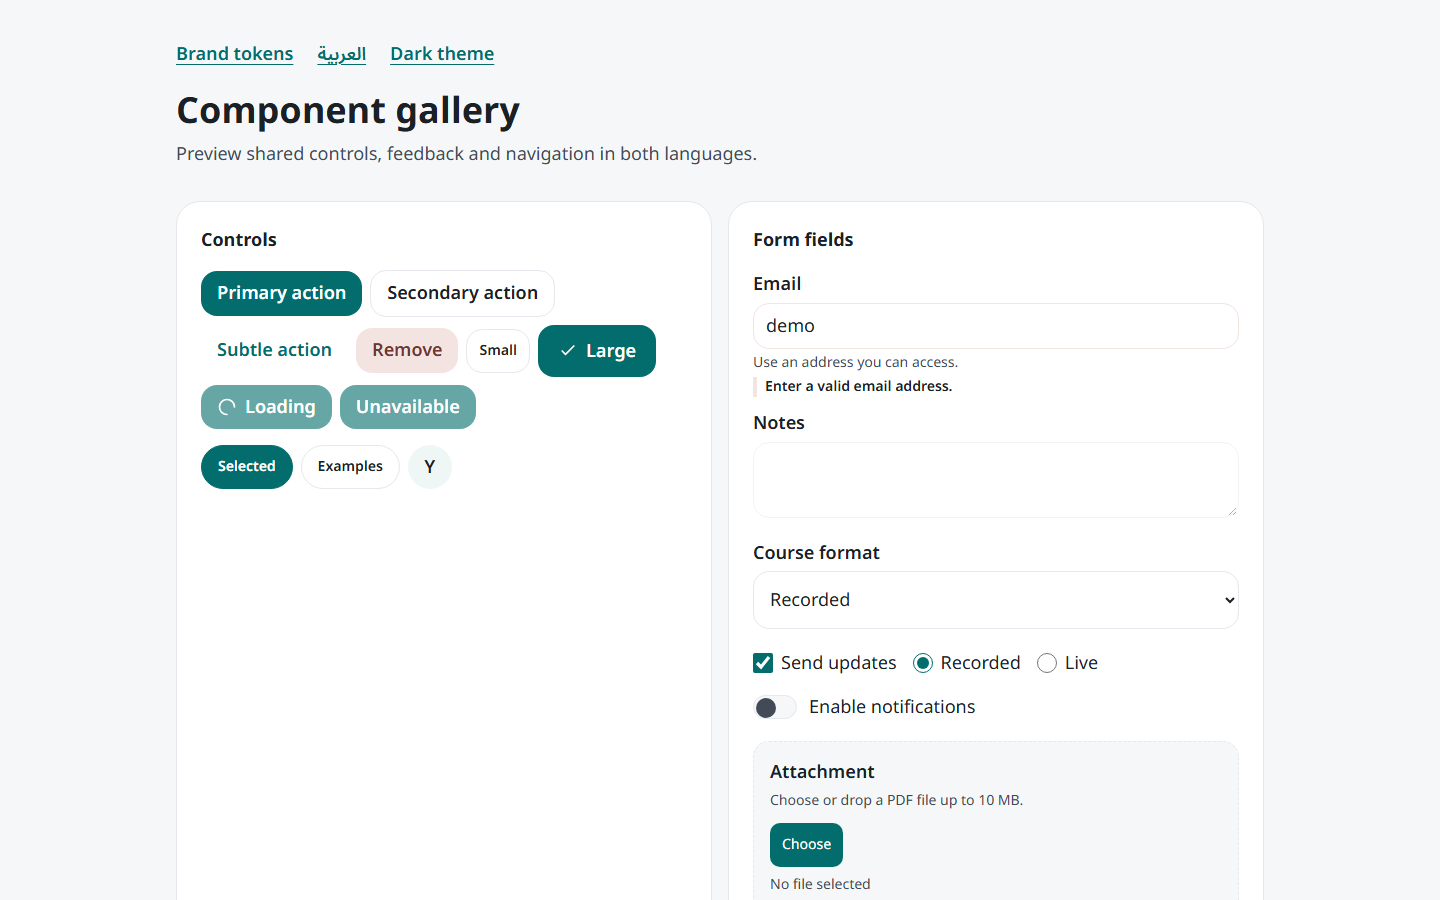 Brand tokens العربية Dark theme
Component gallery
Preview shared controls, feedback and navigation in both languages.
Controls
Primary action Secondary action
Subtle action Remove Small Large
Loading Unavailable
Selected Examples Y
Form fields
Email
demo
Use an address you can access.
Enter a valid email address.
Notes
Course format
Recorded
Send updates Recorded Live
Enable notifications
Attachment
Choose or drop a PDF file up to 10 MB.
Choose
No file selected